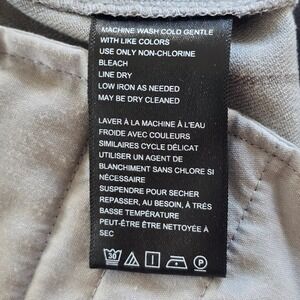 MACHINE WASH COLD GENTLE
WITH LIKE COLORS
USE ONLY NON-CHLORINE
BLEACH
LINE DRY
LOW IRON AS NEEDED
MAY BE DRY CLEANED
LAVER À LA MACHINE À L'EAU
FROIDE AVEC COULEURS
SIMILAIRES CYCLE DÉLICAT
UTILISER UN AGENT DE
BLANCHIMENT SANS CHLORE SI
NÉCESSAIRE
SUSPENDRE POUR SECHER
REPASSER, AU BESOIN, À TRÉS
BASSE TEMPÉRATURE
PEUT-ÊTRE ÊTRE NETTOYÉE À
SEC
30 P